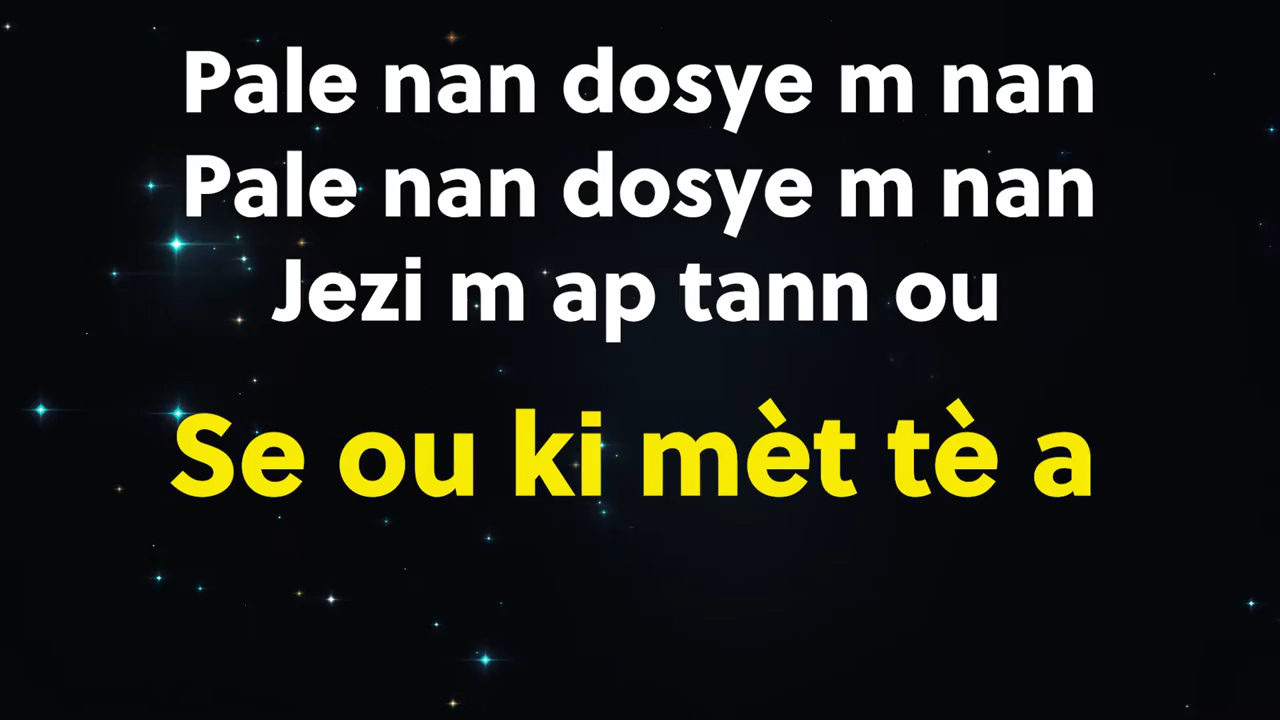 Pale nan dosye m nan
Pale nan dosye m nan
Jezi m ap tann ou
Se ou ki mèt tè a